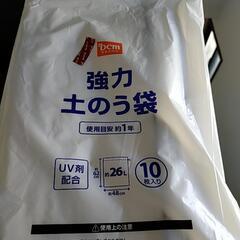 DCM
強力
土のう袋
使用目安 約1年
UV剤
配合
約
62
約26L
約48cm
10
枚入り
⚠使用上の注意